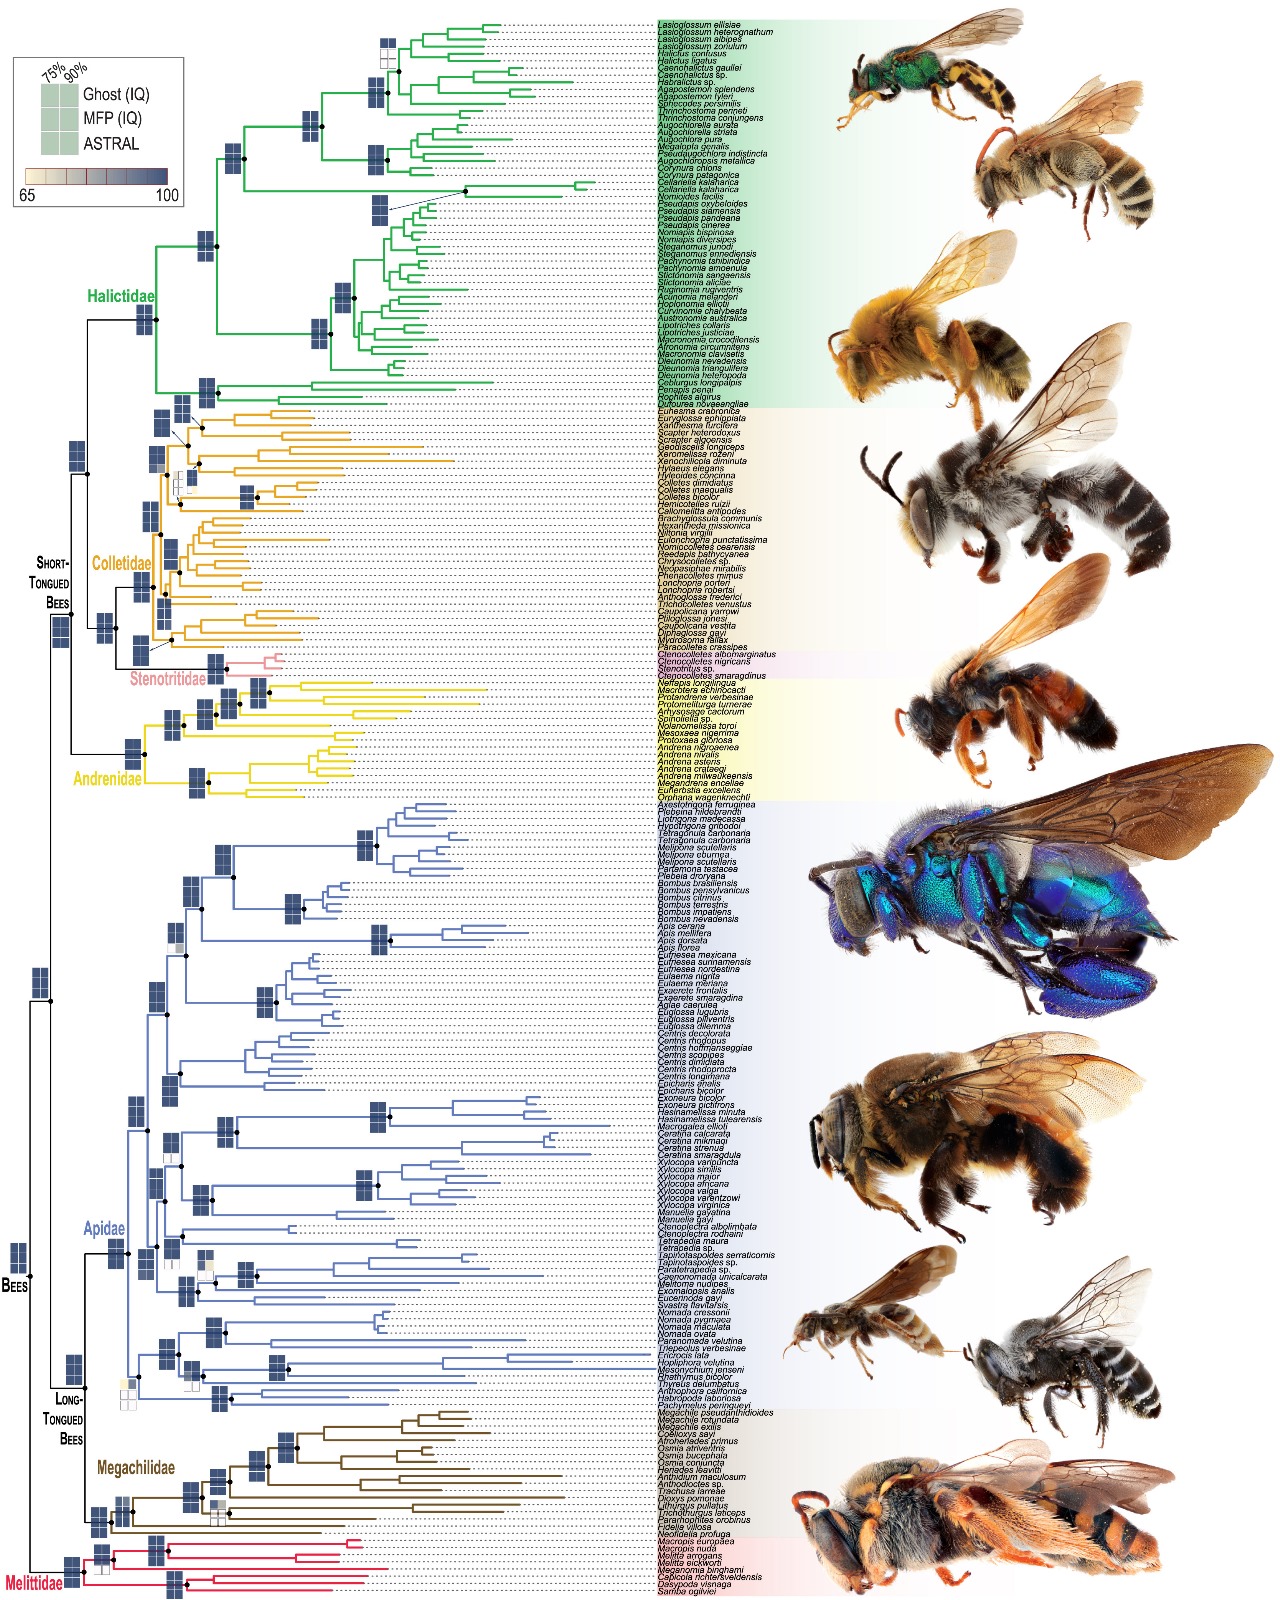 75%
90%
Ghost (IQ)
MFP (IQ)
ASTRAL
65
100
Halictidae
SHORT-
TONGUED
BEES
Colletidae
Stenotritidae
Andrenidae
Apidae
BEES
LONG-
TONGUED
BEES
Megachilidae
Melittidae
Lasioglossum ellisiae
Lasioglossum heterognathum
Lasioglossum albipes
Lasioglossum zonulum
Halictus confusus
Halictus ligatus
Caenohalictus gaullei
Caenohalictus sp.
Habralictus sp.
Agapostemon splendens
Agapostemon tyleri
Sphecodes persimilis
Thrinchostoma perneti
Thrinchostoma conjungens
Augochlorella aurata
Augochlorella striata
Augochlora pura
Megalopta genalis
Pseudaugochlora indistincta
Augochloropsis metallica
Corynura chloris
Corynura patagonica
Cellariella kalaharica
Cellariella kalaharica
Nomioides facilis
Pseudapis oxybeloides
Pseudapis siamensis
Pseudapis pandeana
Pseudapis cinerea
Nomiapis bispinosa
Nomiapis diversipes
Steganomus junodi
Steganomus ennediensis
Pachynomia tshibindica
Pachynomia amoenula
Stictonomia sangaensis
Stictonomia aliciae
Ruginomia rugiventris
Acunomia melanderi
Hoplonomia elliotii
Curvinomia chalybeata
Austronomia australica
Lipotriches collaris
Lipotriches justiciae
Macronomia crocodilensis
Afronomia circumnitens
Macronomia clavisetis
Dieunomia nevadensis
Dieunomia triangulifera
Dieunomia heteropoda
Ceblurgus longipalpis
Penapis penai
Rophites algirus
Dufourea novaeangliae
Euhesma crabronica
Euryglossa ephippiata
Xanthesma furcifera
Scapter heterodoxus
Scrapter algoensis
Geodiscelis longiceps
Xeromelissa rozeni
Xenochilicola diminuta
Hylaeus elegans
Hyleoides concinna
Colletes dimidiatus
Colletes inaequalis
Colletes bicolor
Hemicotelles ruizii
Callomelitta antipodes
Brachyglossula communis
Hexantheda missionica
Niltonia virgilii
Eulonchopria punctatissima
Nomiocolletes cearensis
Reedapis bathycyanea
Chrysocolletes sp.
Neopasiphae mirabilis
Phenacolletes mimus
Lonchopria porteri
Lonchopria robertsi
Anthoglossa frederici
Trichocolletes venustus
Caupolicana yarrowi
Ptiloglossa jonesi
Caupolicana vestita
Diphaglossa gayi
Mydrosoma fallax
Paracolletes crassipes
Ctenocolletes albomarginatus
Ctenocolletes nigricans
Stenotritus sp.
Ctenocolletes smaragdinus
Neffapis longilingua
Macrotera echinocacti
Protandrena verbesinae
Protomeliturga turnerae
Arhysosage cactorum
Spinoliella sp.
Nolanomelissa toroi
Mesoxaea nigerrima
Protoxaea gloriosa
Andrena nigroaenea
Andrena nivalis
Andrena asteris
Andrena crataegi
Andrena milwaukeensis
Megandrena enceliae
Euherbstia excellens
Orphana wagenknechti
Axestotrigona ferruginea
Plebeina hildebrandti
Liotrigona madecassa
Hypotrigona gribodoi
Tetragonula carbonaria
Tetragonula carbonaria
Melipona scutellaris
Melipona eburnea
Melipona scutellaris
Partamona testacea
Plebeia droryana
Bombus brasiliensis
Bombus pensylvanicus
Bombus citrinus
Bombus terrestris
Bombus impatiens
Bombus nevadensis
Apis cerana
Apis mellifera
Apis dorsata
Apis florea
Eufriesea mexicana
Eufriesea surinamensis
Eufriesea nordestina
Eulaema nigrita
Eulaema meriana
Exaerete frontalis
Exaerete smaragdina
Aglae caerulea
Euglossa lugubris
Euglossa piliventris
Euglossa dilemma
Centris decolorata
Centris rhodopus
Centris hoffmanseggiae
Centris scopipes
Centris dimidiata
Centris rhodoprocta
Centris longimana
Epicharis analis
Epicharis bicolor
Exoneura bicolor
Exoneura pictifrons
Hasinamelissa minuta
Hasinamelissa tulearensis
Macrogalea ellioti
Ceratina calcarata
Ceratina mikmaqi
Ceratina strenua
Ceratina smaragdula
Xylocopa varipuncta
Xylocopa similis
Xylocopa major
Xylocopa africana
Xylocopa valga
Xylocopa varentzowi
Xylocopa virginica
Manuelia gayatina
Manuelia gayi
Ctenoplectra albolimbata
Ctenoplectra rodhaini
Tetrapedia maura
Tetrapedia sp.
Tapinotaspoides serraticornis
Tapinotaspoides sp.
Paratetrapedia sp.
Caenonomada unicalcarata
Melitoma nudipes
Exomalopsis analis
Eucerinoda gayi
Svastra flavitarsis
Nomada cressonii
Nomada pygmaea
Nomada maculata
Nomada ovata
Paranomada velutina
Triepeolus verbesinae
Ericrocis lata
Hopliphora velutina
Mesonychium jenseni
Rhathymus bicolor
Thyreus delumbatus
Anthophora californica
Habropoda laboriosa
Pachymelus peringueyi
Megachile pseudanthidioides
Megachile rotundata
Megachile exilis
Coelioxys sayi
Afroheriades primus
Osmia atriventris
Osmia bucephala
Osmia conjuncta
Heriades leavitti
Anthidium maculosum
Anthodioctes sp.
Trachusa larreae
Dioxys pomonae
Lithurgus pullatus
Trichothurgus laticeps
Pararhophites orobinus
Fidelia villosa
Neofidelia profuga
Macropis europaea
Macropis nuda
Melitta arrogans
Melitta eickworti
Meganomia binghami
Capicola richtersveldensis
Dasypoda visnaga
Samba ogilviei